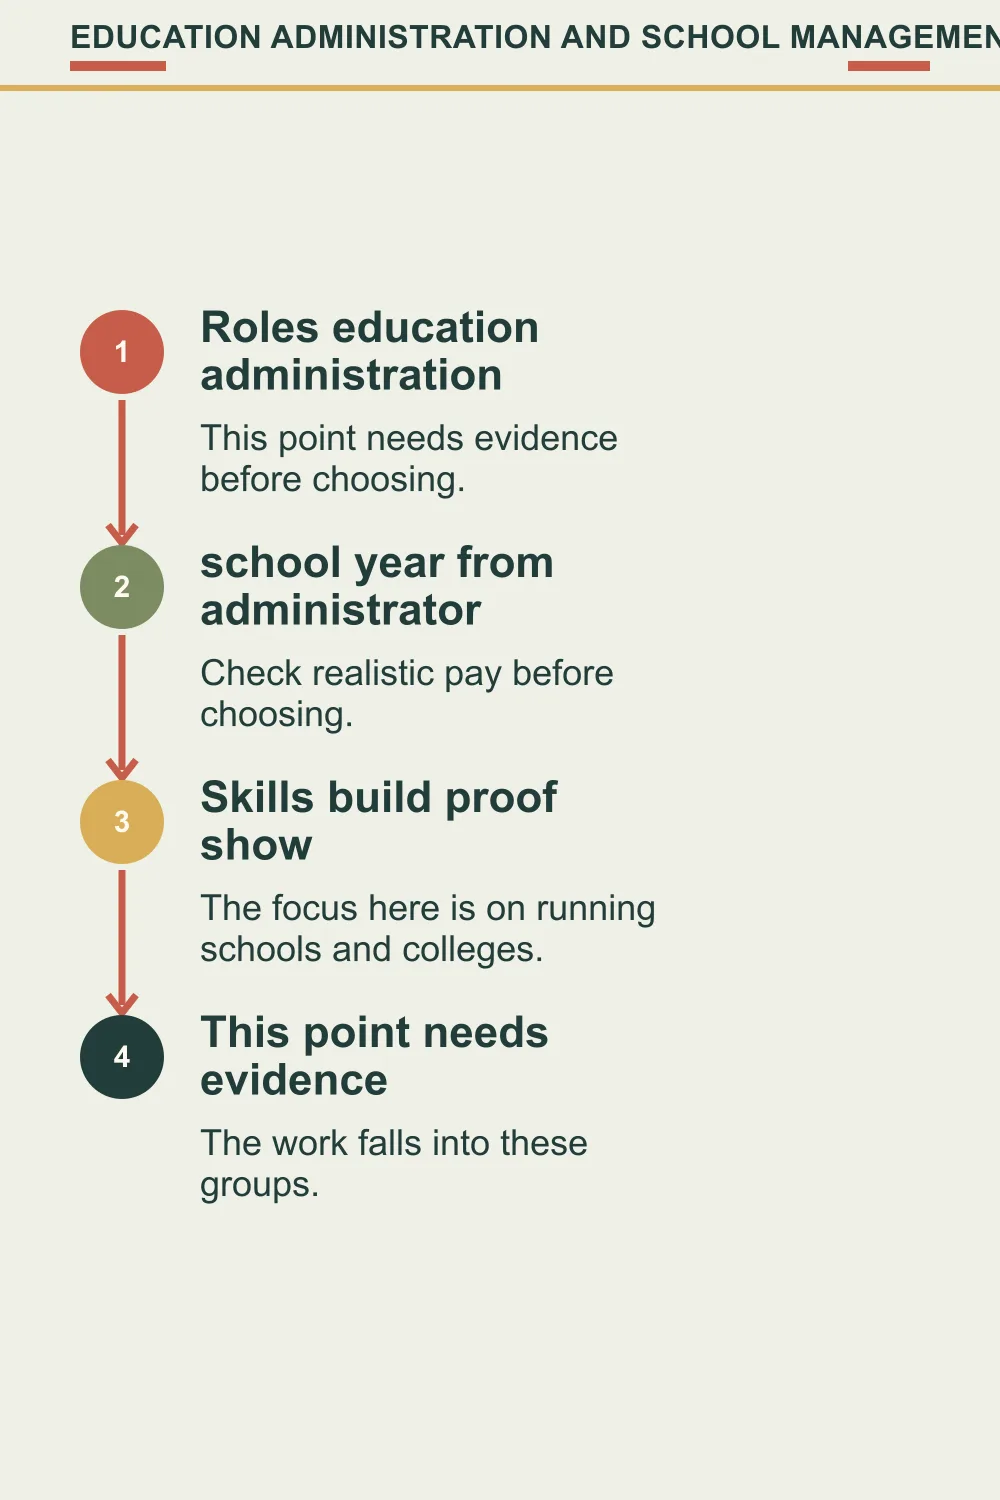 EDUCATION ADMINISTRATION AND SCHOOL MANAGEMEN
1
Roles education
administration
This point needs evidence
before choosing.
2
school year from
administrator
Check realistic pay before
choosing.
3
Skills build proof
show
The focus here is on running
schools and colleges.
4
This point needs
evidence
The work falls into these
groups.